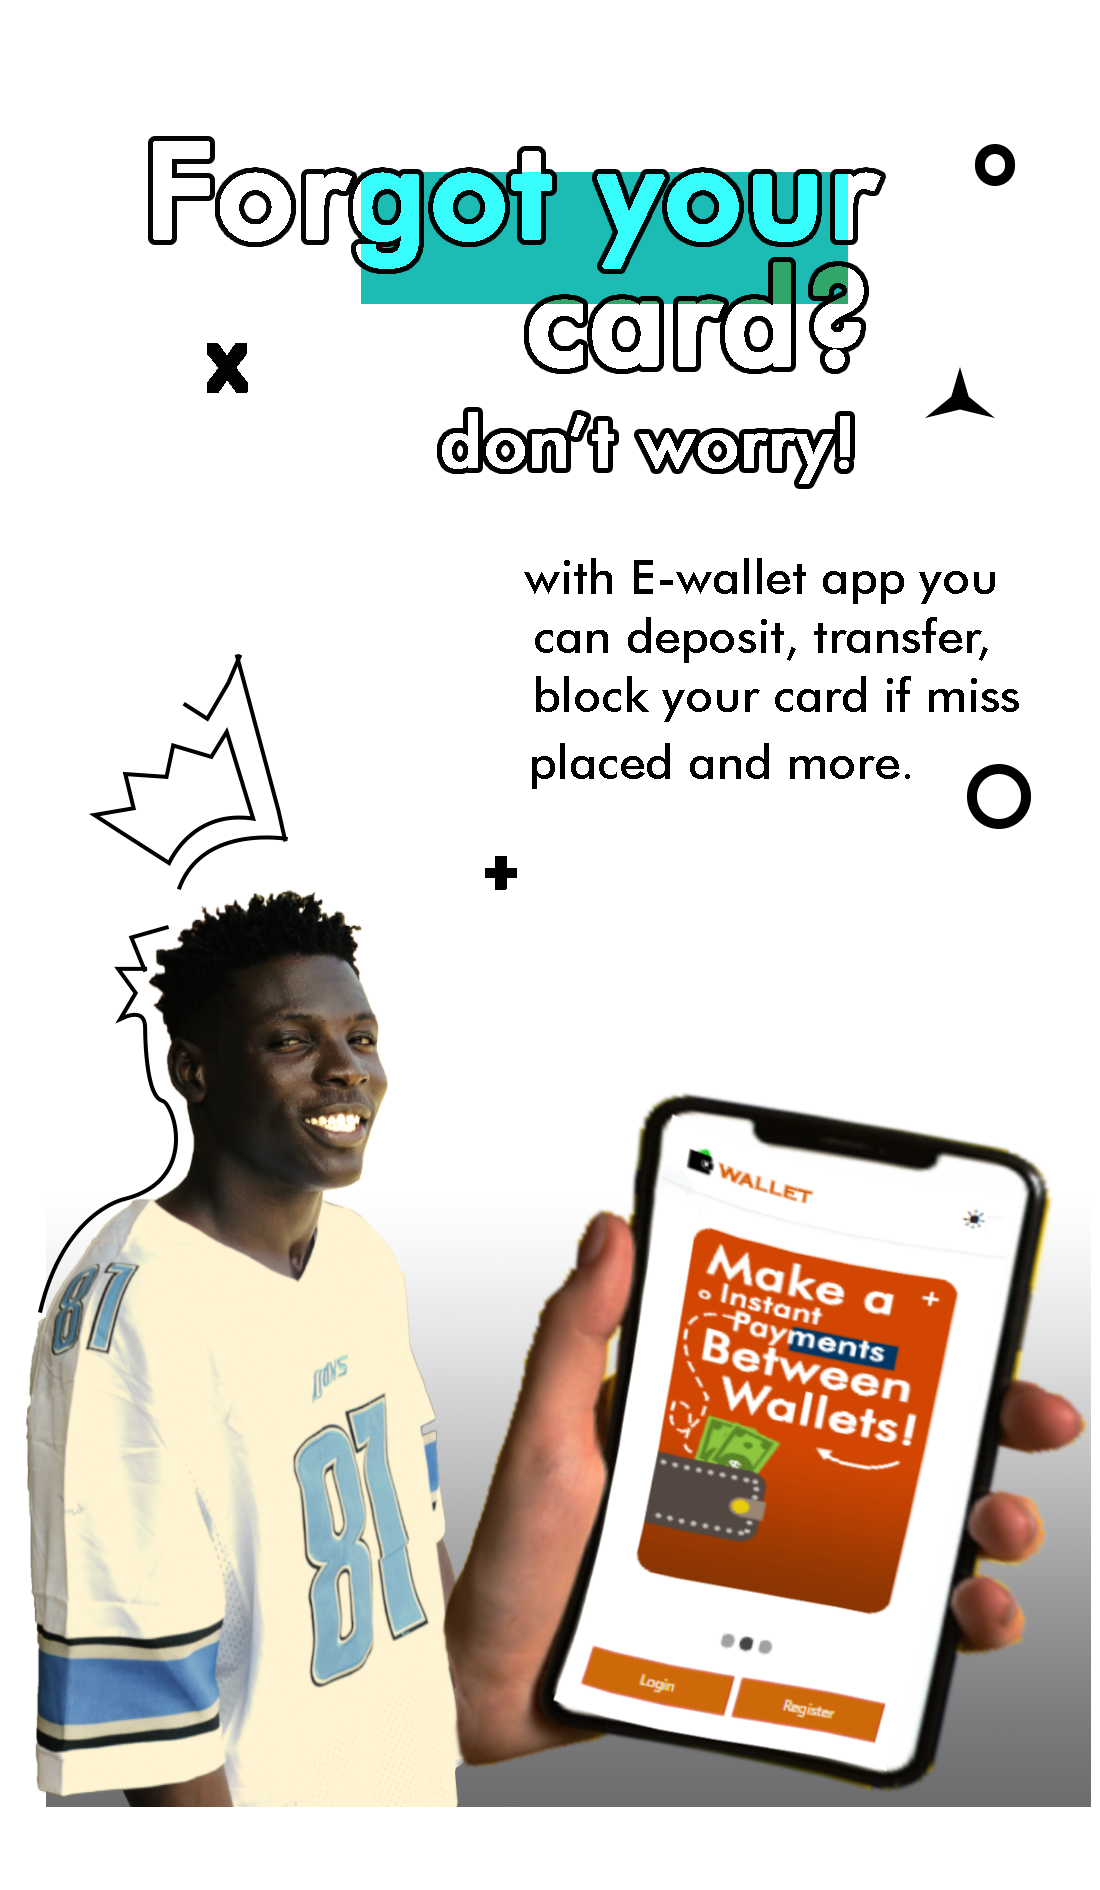 Forgot your
card?
don't worry!
with E-wallet app you
can deposit, transfer,
block your card if miss
placed and more.
87
LIONS
87
WALLET
Make a
Instant
Payments
Between
Wallets!
$
Login
Register